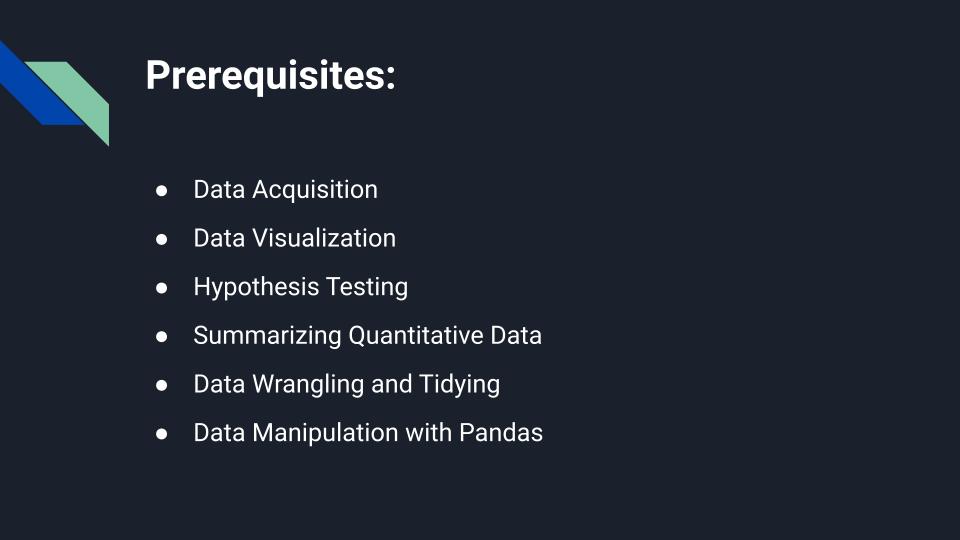 Prerequisites:
● Data Acquisition
● Data Visualization
● Hypothesis Testing
● Summarizing Quantitative Data
● Data Wrangling and Tidying
● Data Manipulation with Pandas